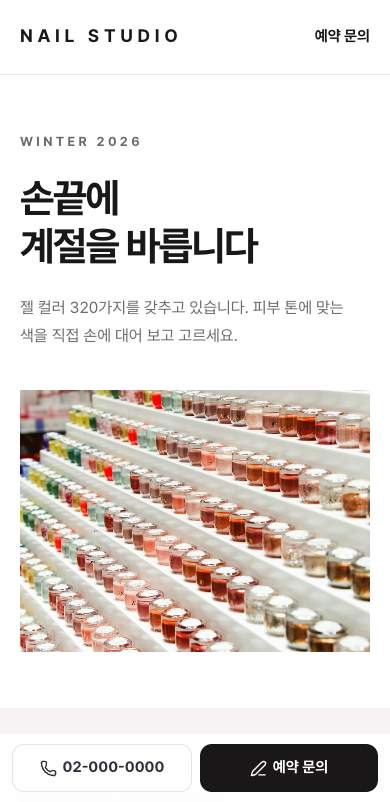 NAIL STUDIO
예약 문의
WINTER 2026
손끝에
계절을 바릅니다
젤 컬러 320가지를 갖추고 있습니다. 피부 톤에 맞는
색을 직접 손에 대어 보고 고르세요.
02-000-0000
예약 문의